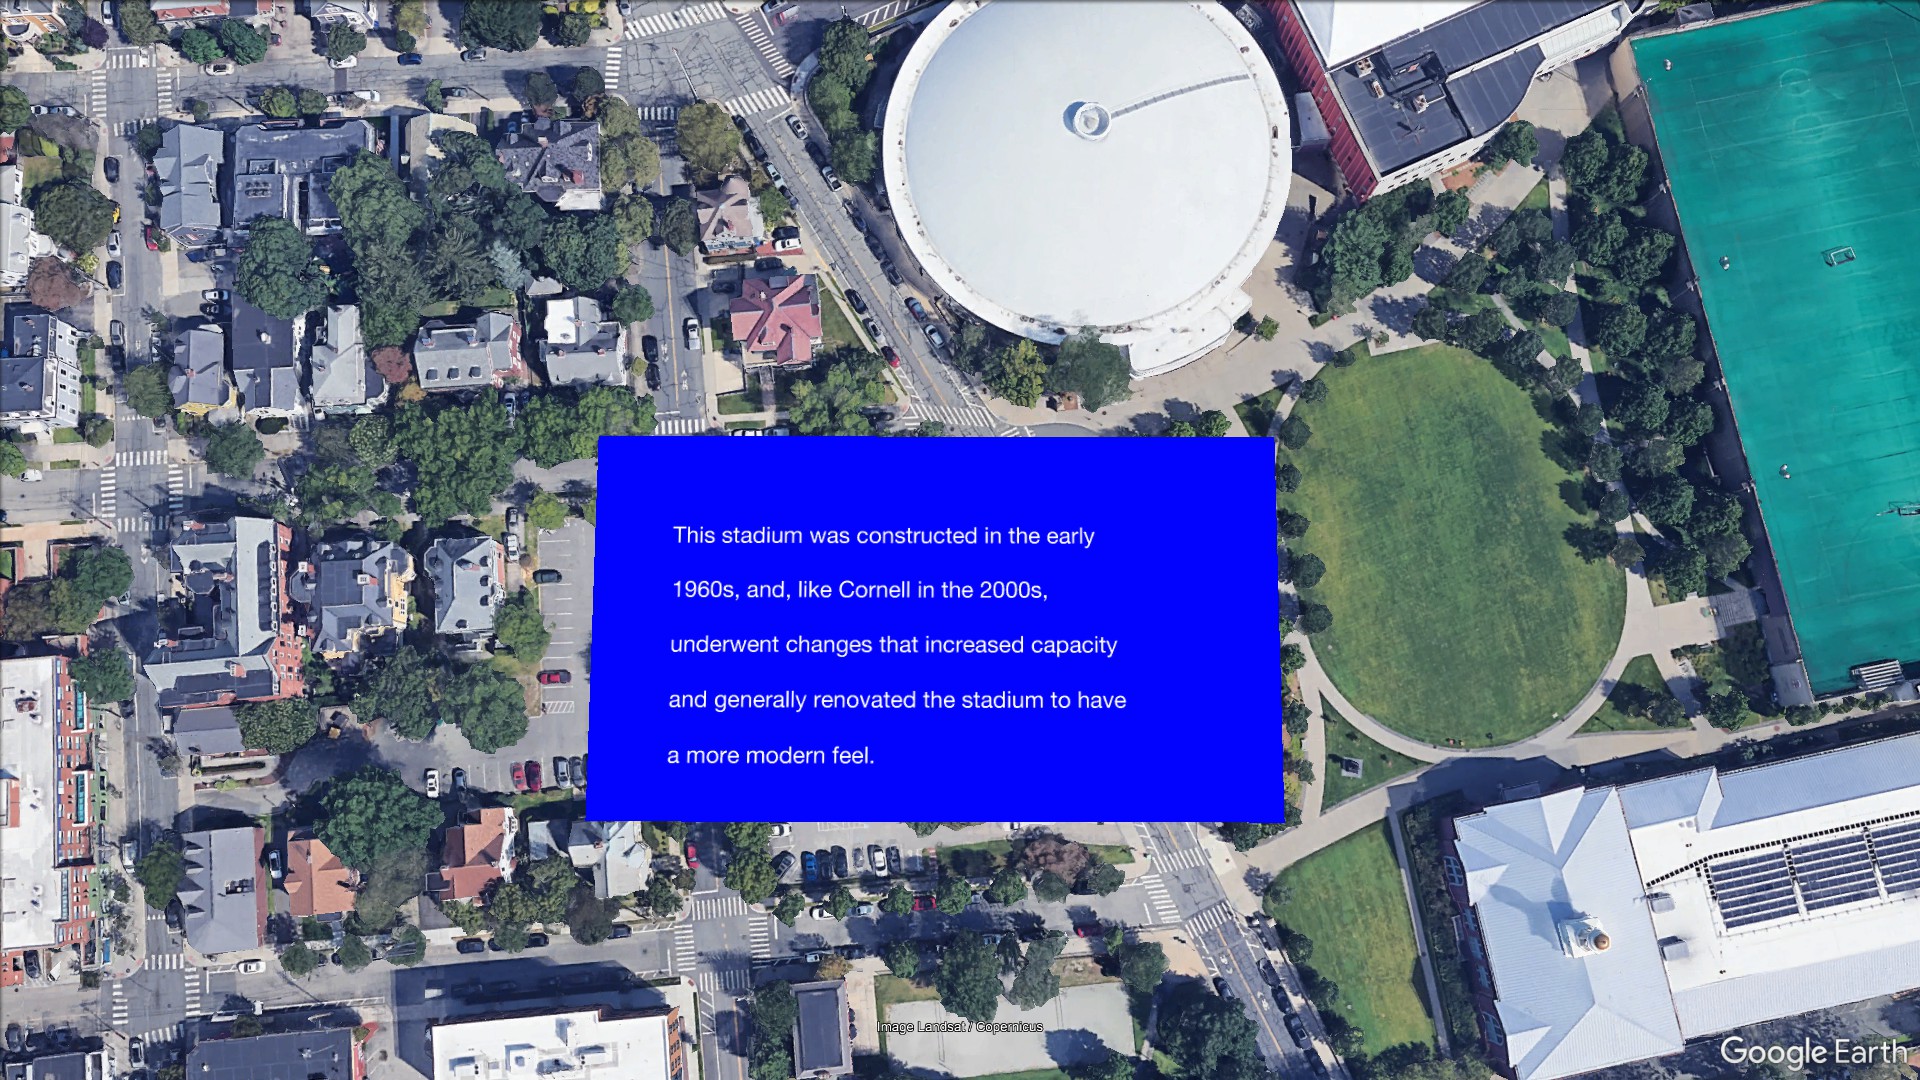 This stadium was constructed in the early
1960s, and, like Cornell in the 2000s,
underwent changes that increased capacity
and generally renovated the stadium to have
a more modern feel.
Image Landsat / Copernicus
Google Earth